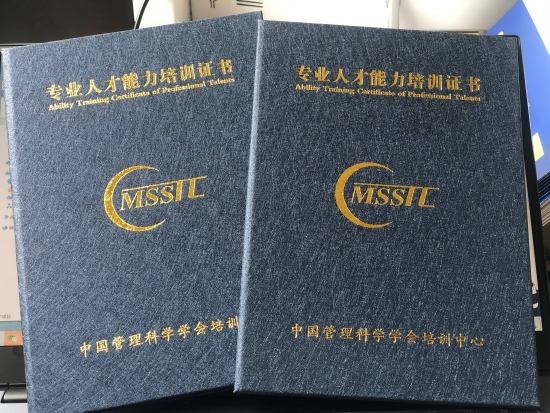 专业人才能力培训证书
Ability Training Certificate of Professional Talents
MSSTC
中国管理科学学会培训
专业人才能力培训证书
Ability Training Certificate of Professional Talents
MSSTC
中国管理科学学会培训中心